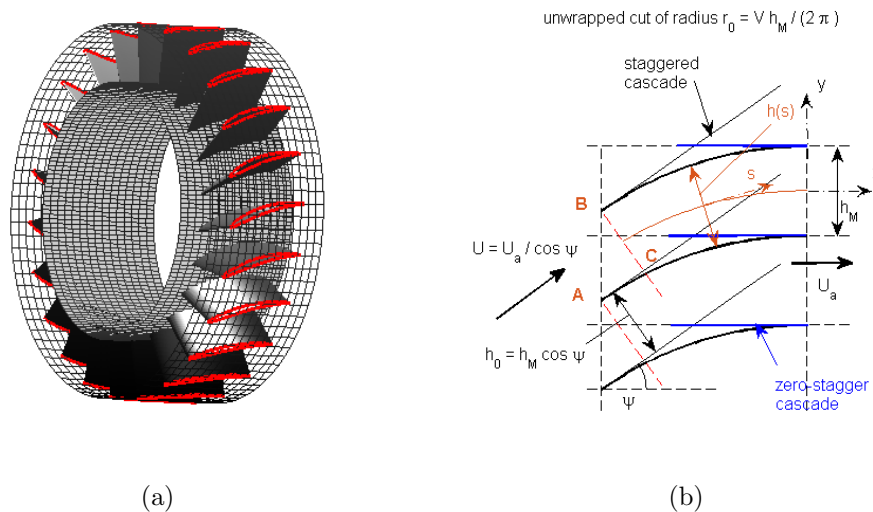 unwrapped cut of radius r₀ = V hM / (2 π )
staggered
cascade
y
h(s)
s
B
hM
U = Ua / cos ψ
C
A
Ua
h₀ = hM cos ψ
zero-stagger
cascade
ψ
(a)
(b)